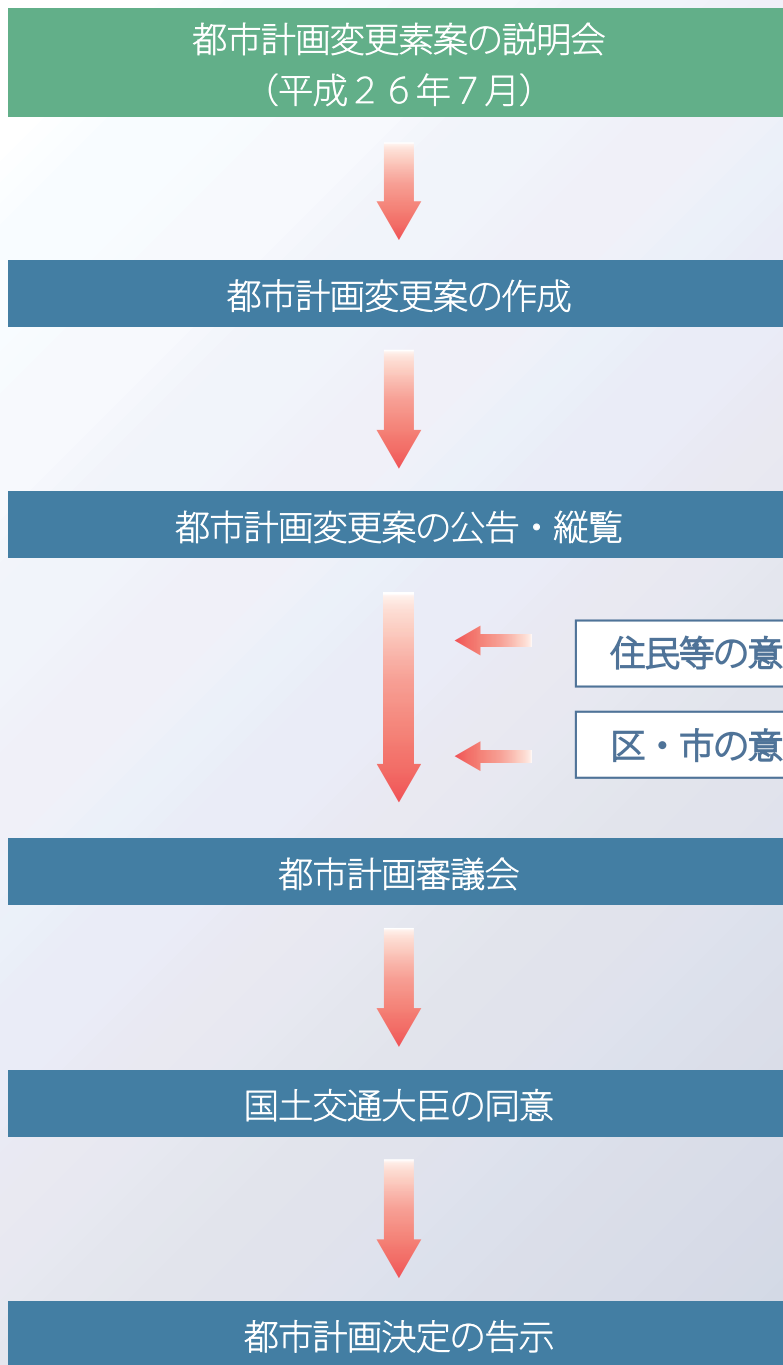 都市計画変更素案の説明会
（平成２６年７月）
都市計画変更案の作成
都市計画変更案の公告・縦覧
住民等の意
区・市の意
都市計画審議会
国土交通大臣の同意
都市計画決定の告示